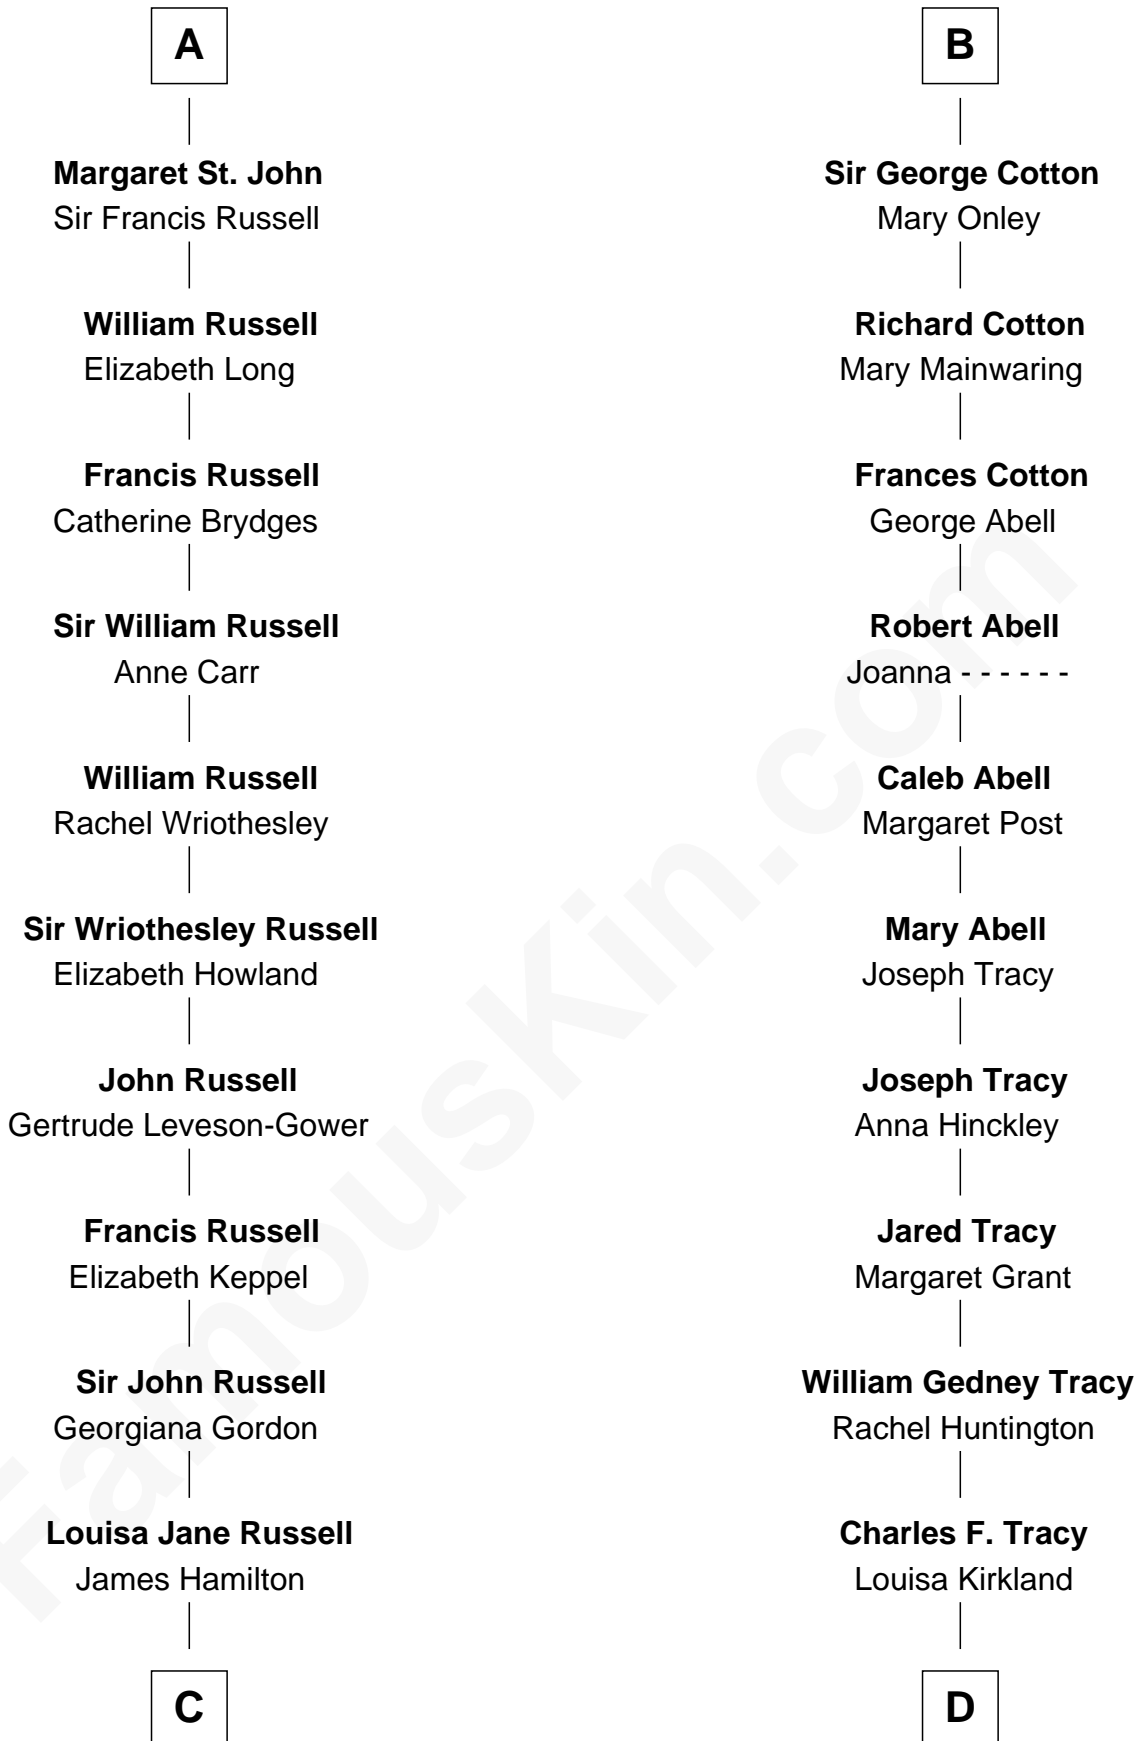 A
Margaret St. John
Sir Francis Russell
William Russell
Elizabeth Long
Francis Russell
Catherine Brydges
Sir William Russell
Anne Carr
William Russell
Rachel Wriothesley
Sir Wriothesley Russell
Elizabeth Howland
John Russell
Gertrude Leveson-Gower
Francis Russell
Elizabeth Keppel
Sir John Russell
Georgiana Gordon
Louisa Jane Russell
James Hamilton
C
B
Sir George Cotton
Mary Onley
Richard Cotton
Mary Mainwaring
Frances Cotton
George Abell
Robert Abell
Joanna - - - - - -
Caleb Abell
Margaret Post
Mary Abell
Joseph Tracy
Joseph Tracy
Anna Hinckley
Jared Tracy
Margaret Grant
William Gedney Tracy
Rachel Huntington
Charles F. Tracy
Louisa Kirkland
D
FamousKin.com